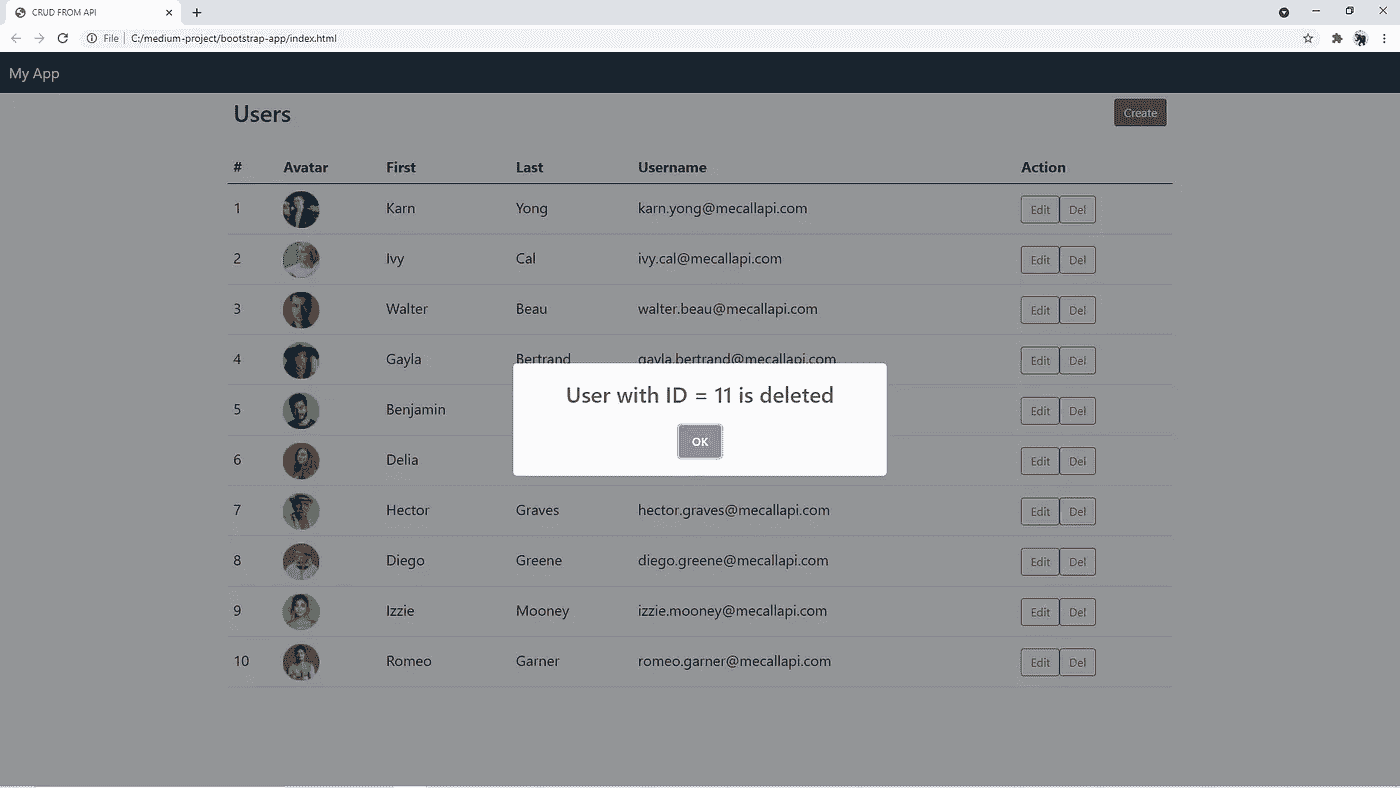 CRUD FROM API
File C:/medium-project/bootstrap-app/index.html
My App
Users Create
# Avatar First Last Username Action
1 Karn Yong karn.yong@mecallapi.com Edit Del
2 Ivy Cal ivy.cal@mecallapi.com Edit Del
3 Walter Beau walter.beau@mecallapi.com Edit Del
4 Gayla Bertrand gayla.bertrand@mecallapi.com Edit Del
5 Benjamin Edit Del
6 Delia Edit Del
User with ID = 11 is deleted
OK
7 Hector Graves hector.graves@mecallapi.com Edit Del
8 Diego Greene diego.greene@mecallapi.com Edit Del
9 Izzie Mooney izzie.mooney@mecallapi.com Edit Del
10 Romeo Garner romeo.garner@mecallapi.com Edit Del